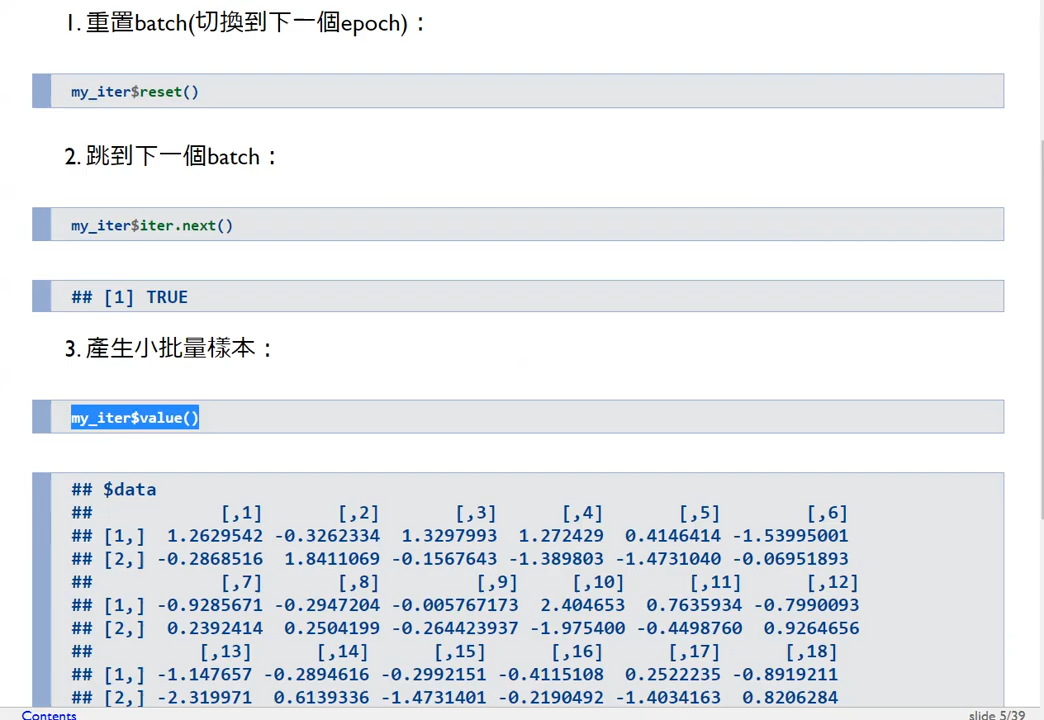 1. 重置batch(切換到下一個epoch)：
my_iter$reset()
2. 跳到下一個batch：
my_iter$iter.next()
## [1] TRUE
3. 產生小批量樣本：
my_iter$value()
## $data
## [,1] [,2] [,3] [,4] [,5] [,6]
## [1,] 1.2629542 -0.3262334 1.3297993 1.272429 0.4146414 -1.53995001
## [2,] -0.2868516 1.8411069 -0.1567643 -1.389803 -1.4731040 -0.06951893
## [,7] [,8] [,9] [,10] [,11] [,12]
## [1,] -0.9285671 -0.2947204 -0.005767173 2.404653 0.7635934 -0.7990093
## [2,] 0.2392414 0.2504199 -0.264423937 -1.975400 -0.4498760 0.9264656
## [,13] [,14] [,15] [,16] [,17] [,18]
## [1,] -1.147657 -0.2894616 -0.2992151 -0.4115108 0.2522235 -0.8919211
## [2,] -2.319971 0.6139336 -1.4731401 -0.2190492 -1.4034163 0.8206284
Contents
slide 5/39